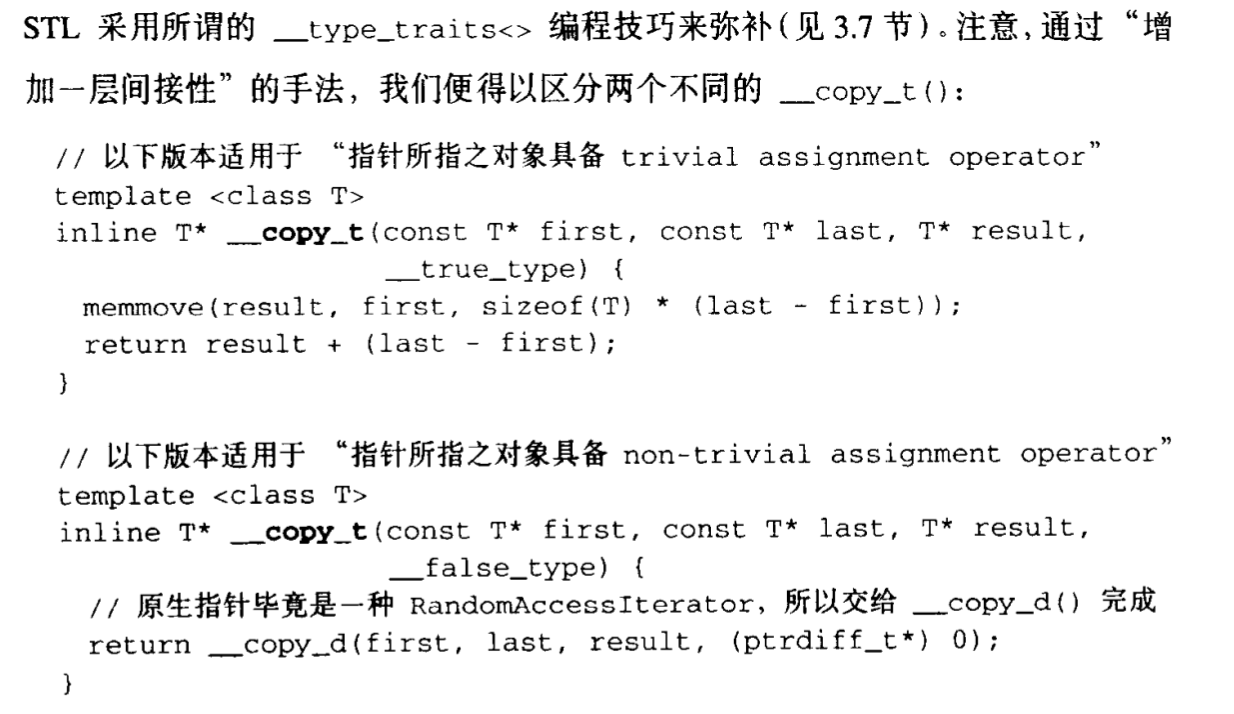 STL 采用所谓的 __type_traits<> 编程技巧来弥补(见 3.7 节)。注意,通过“增
加一层间接性”的手法，我们便得以区分两个不同的 __copy_t():
// 以下版本适用于 “指针所指之对象具备 trivial assignment operator”
template <class T>
inline T* __copy_t(const T* first, const T* last, T* result,
__true_type) {
memmove(result, first, sizeof(T) * (last - first));
return result + (last - first);
}
// 以下版本适用于 “指针所指之对象具备 non-trivial assignment operator”
template <class T>
inline T* __copy_t(const T* first, const T* last, T* result,
__false_type) {
// 原生指针毕竟是一种 RandomAccessIterator, 所以交给 __copy_d() 完成
return __copy_d(first, last, result, (ptrdiff_t*) 0);
}